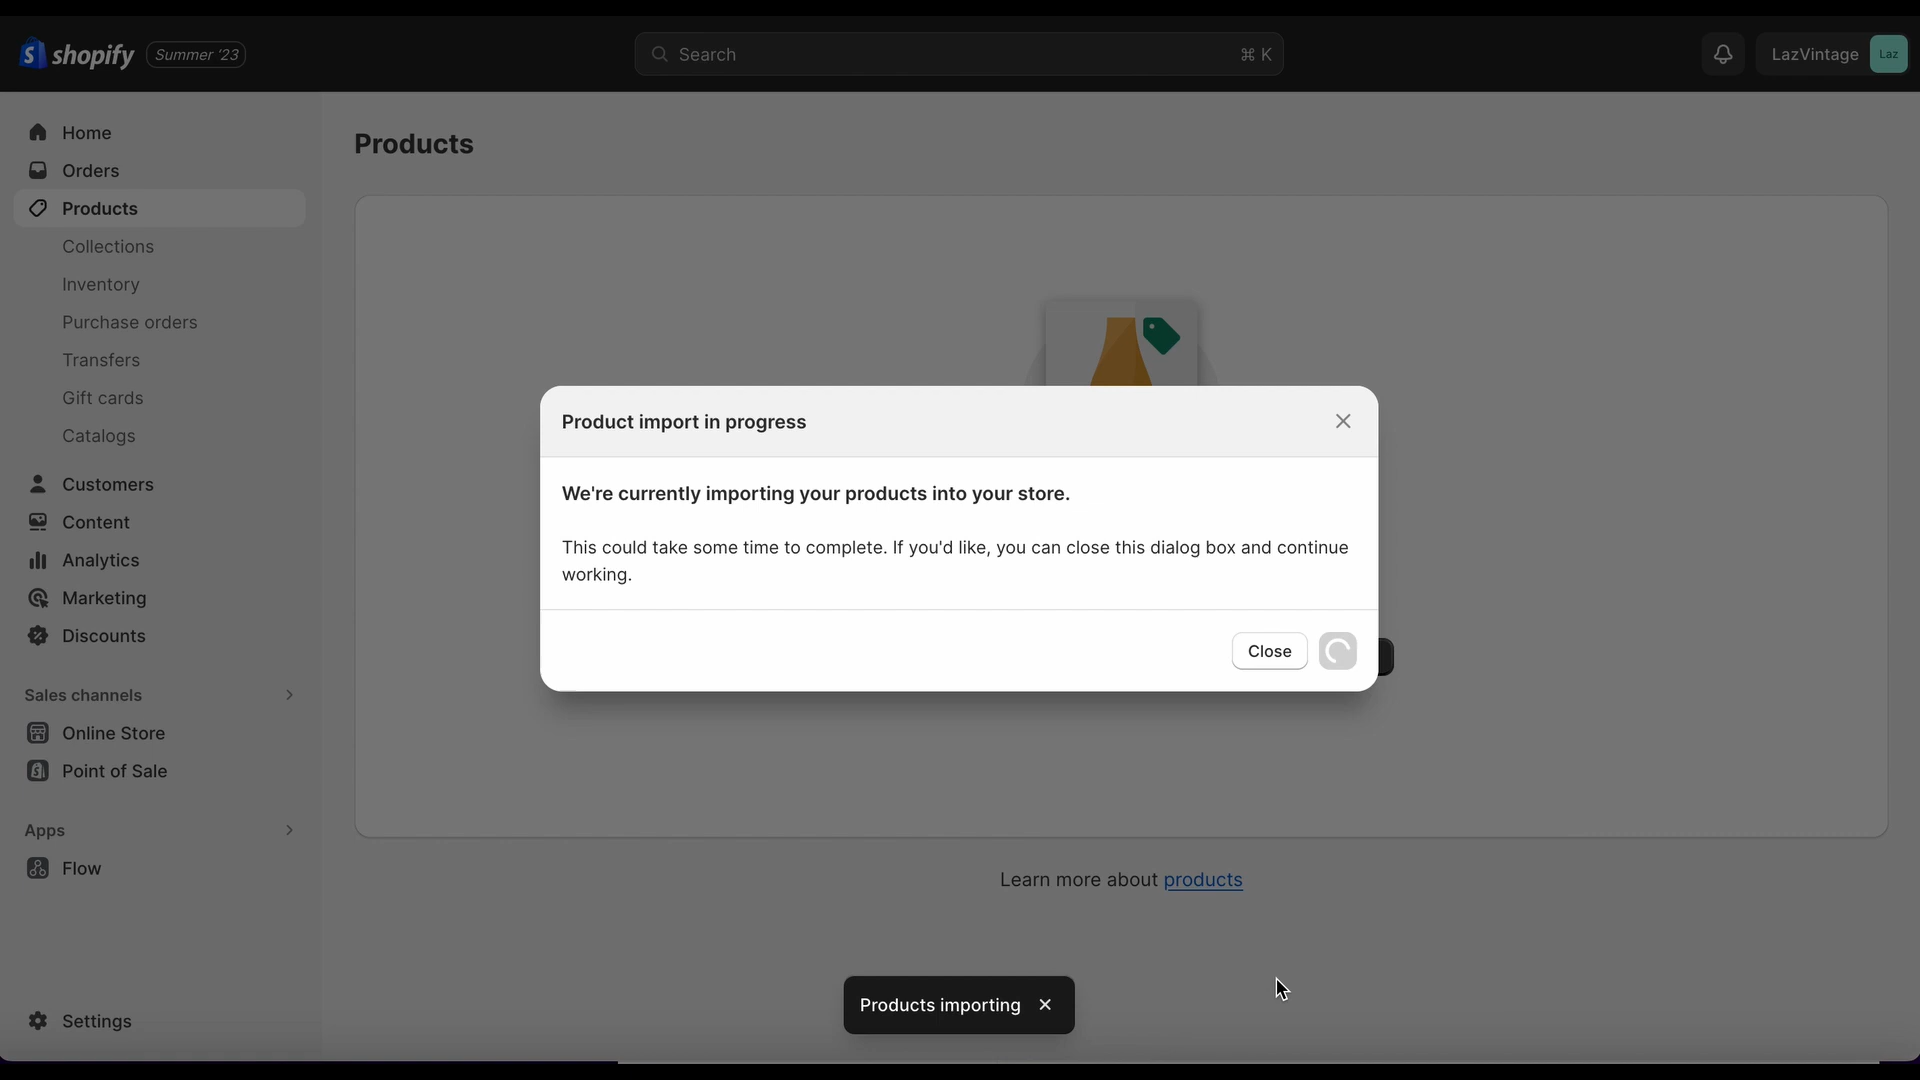 shopify Summer '23
Search ⌘ K
LazVintage Laz
Home
Orders
Products
Collections
Inventory
Purchase orders
Transfers
Gift cards
Catalogs
Customers
Content
Analytics
Marketing
Discounts
Sales channels
Online Store
Point of Sale
Apps
Flow
Settings
Products
Product import in progress
We're currently importing your products into your store.
This could take some time to complete. If you'd like, you can close this dialog box and continue
working.
Close
Learn more about products
Products importing